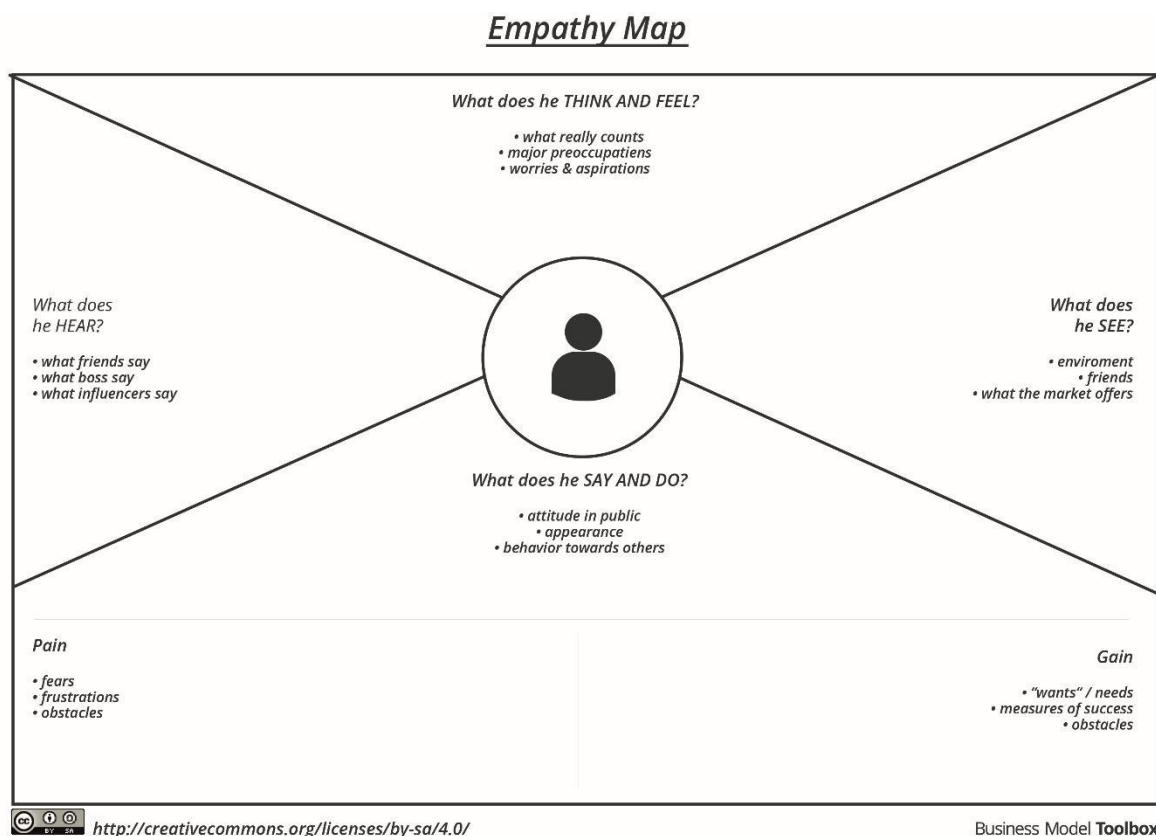 Empathy Map
What does he THINK AND FEEL?
• what really counts
• major preoccupatiens
• worries & aspirations
What does
he HEAR?
• what friends say
• what boss say
• what influencers say
What does
he SEE?
• enviroment
• friends
• what the market offers
What does he SAY AND DO?
• attitude in public
• appearance
• behavior towards others
Pain
• fears
• frustrations
• obstacles
Gain
• “wants” / needs
• measures of success
• obstacles
cc BY SA
http://creativecommons.org/licenses/by-sa/4.0/
Business Model Toolbox